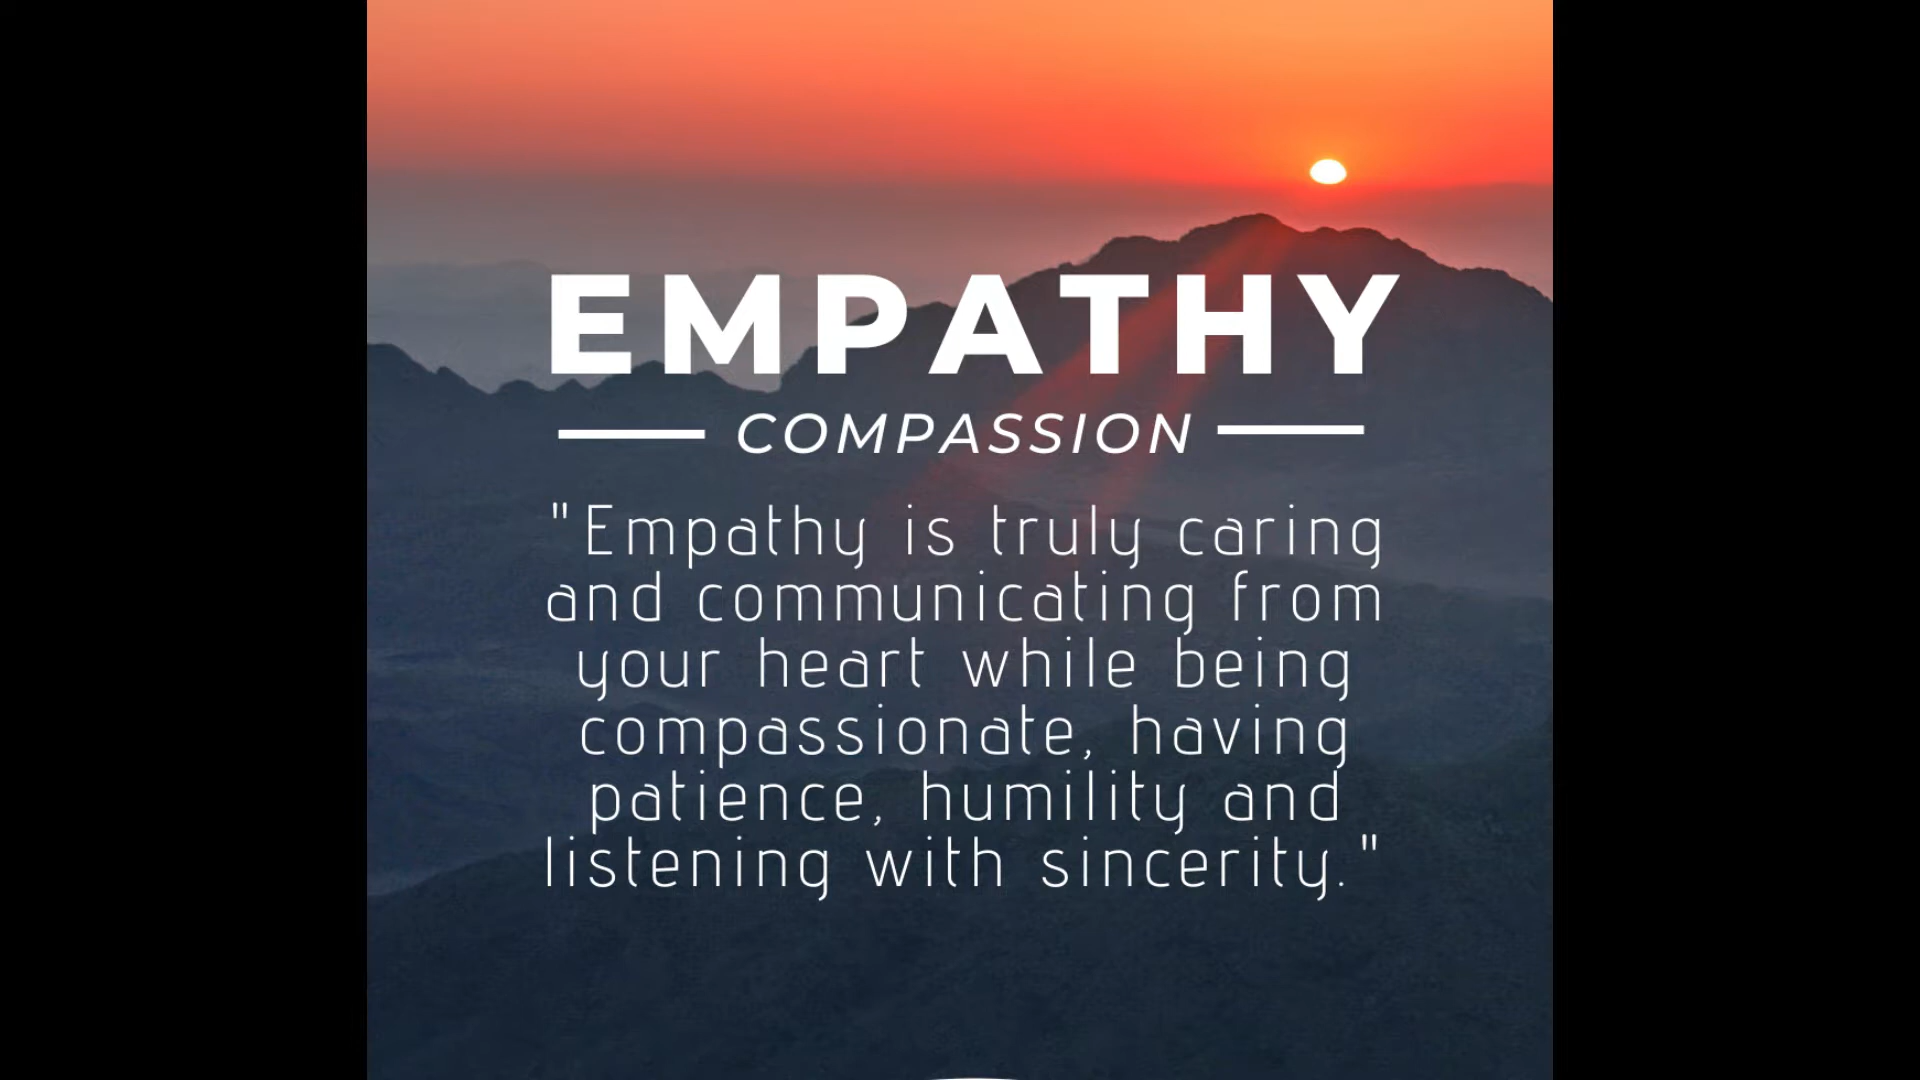 EMPATHY
COMPASSION
"Empathy is truly caring
and communicating from
your heart while being
compassionate, having
patience, humility and
listening with sincerity."